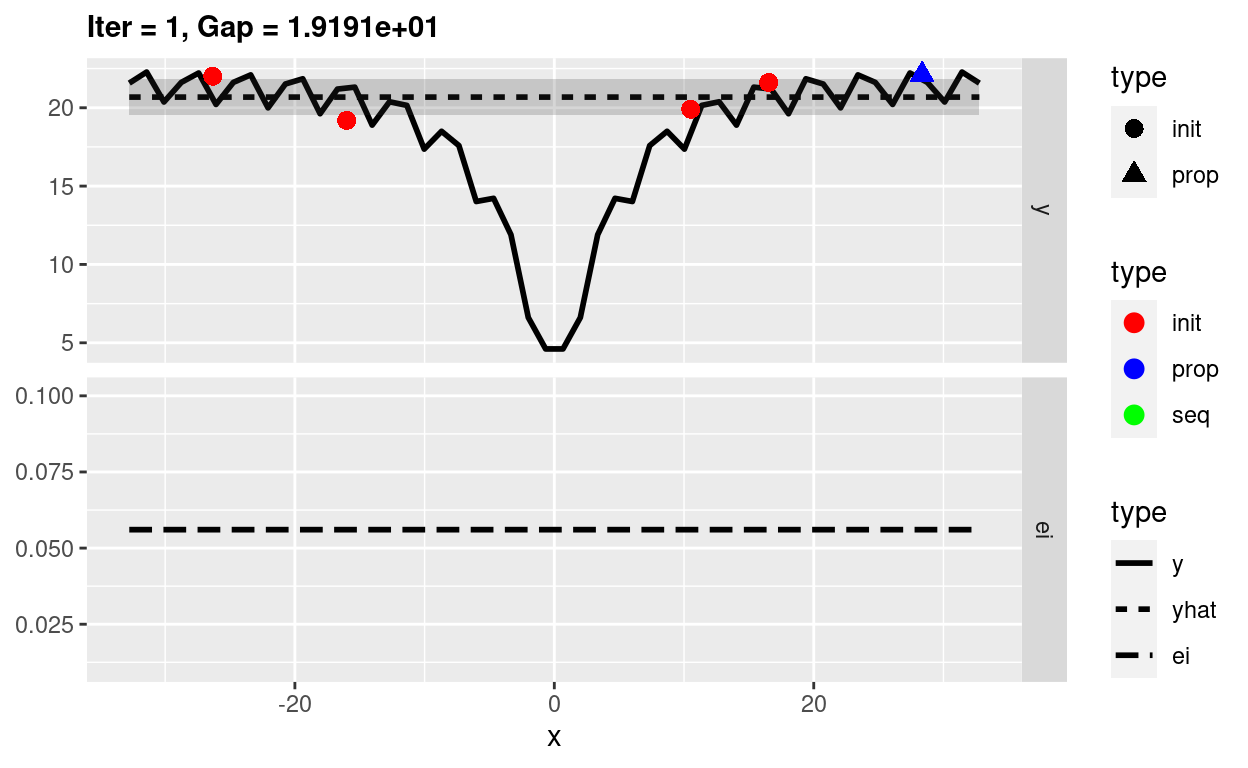 Iter = 1, Gap = 1.9191e+01
20
15
10
5
y
0.100
0.075
0.050
0.025
ei
-20
0
20
x
type
init
prop
type
init
prop
seq
type
y
yhat
ei